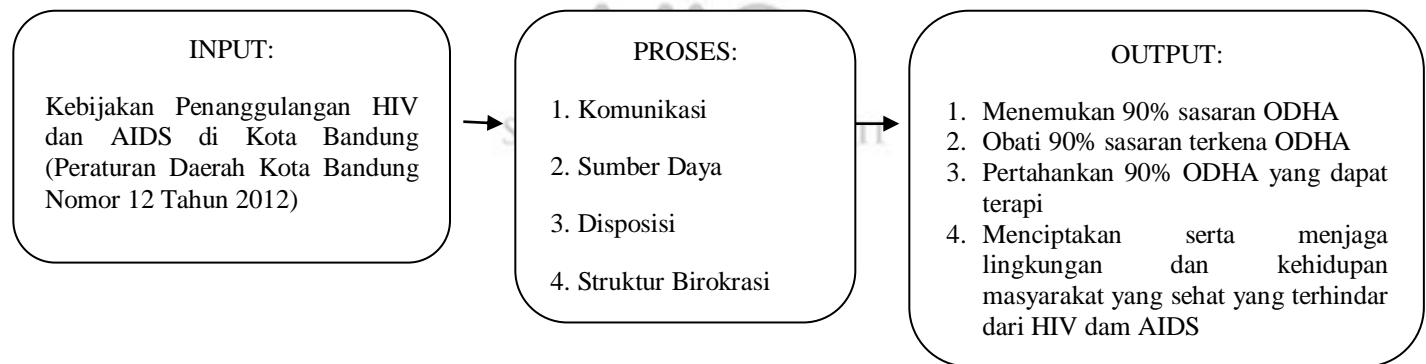 INPUT:
Kebijakan Penanggulangan HIV
dan AIDS di Kota Bandung
(Peraturan Daerah Kota Bandung
Nomor 12 Tahun 2012)
PROSES:
1. Komunikasi
2. Sumber Daya
3. Disposisi
4. Struktur Birokrasi
OUTPUT:
1. Menemukan 90% sasaran ODHA
2. Obati 90% sasaran terkena ODHA
3. Pertahankan 90% ODHA yang dapat
terapi
4. Menciptakan serta menjaga
lingkungan dan kehidupan
masyarakat yang sehat yang terhindar
dari HIV dam AIDS